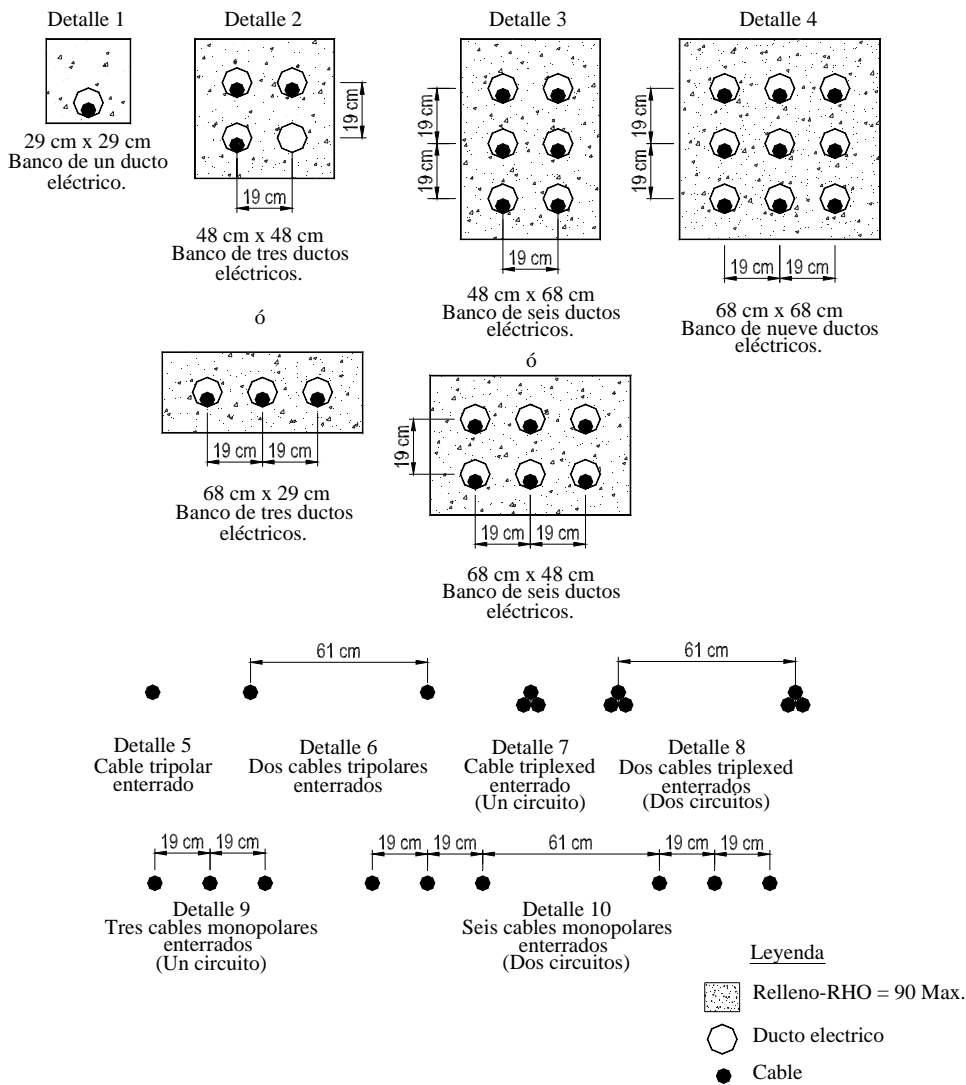 Detalle 1
29 cm x 29 cm
Banco de un ducto
eléctrico.
Detalle 2
19 cm
19 cm
48 cm x 48 cm
Banco de tres ductos
eléctricos.
ó
19 cm
19 cm
68 cm x 29 cm
Banco de tres ductos
eléctricos.
Detalle 3
19 cm
19 cm
19 cm
48 cm x 68 cm
Banco de seis ductos
eléctricos.
ó
19 cm
19 cm
19 cm
68 cm x 48 cm
Banco de seis ductos
eléctricos.
Detalle 4
19 cm
19 cm
19 cm
19 cm
68 cm x 68 cm
Banco de nueve ductos
eléctricos.
Detalle 5
Cable tripolar
enterrado
61 cm
Detalle 6
Dos cables tripolares
enterrados
Detalle 7
Cable triplexed
enterrado
(Un circuito)
61 cm
Detalle 8
Dos cables triplexed
enterrados
(Dos circuitos)
19 cm
19 cm
Detalle 9
Tres cables monopolares
enterrados
(Un circuito)
19 cm
19 cm
61 cm
19 cm
19 cm
Detalle 10
Seis cables monopolares
enterrados
(Dos circuitos)
Leyenda
Relleno-RHO = 90 Max.
Ducto electrico
Cable